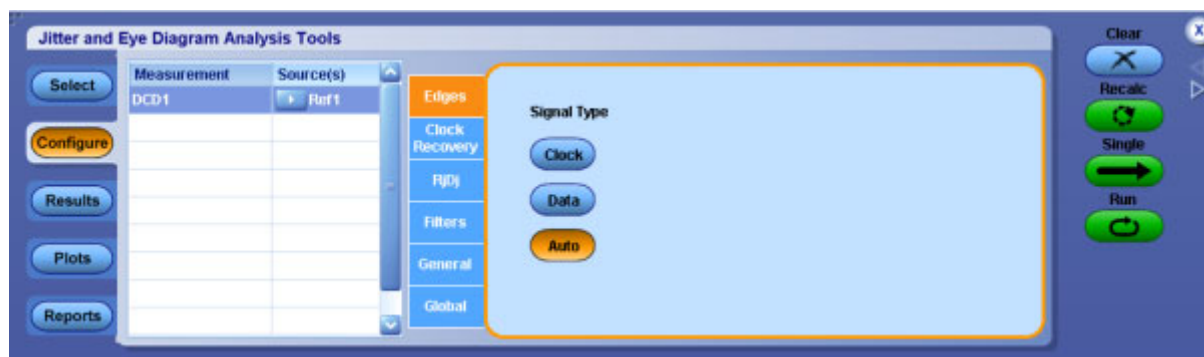 Jitter and Eye Diagram Analysis Tools
Select
Configure
Results
Plots
Reports
Measurement Source(s)
DCD1 Ref1
Edges
Clock
Recovery
RjDj
Filters
General
Global
Signal Type
Clock
Data
Auto
Clear
X
Recalc
Single
Run